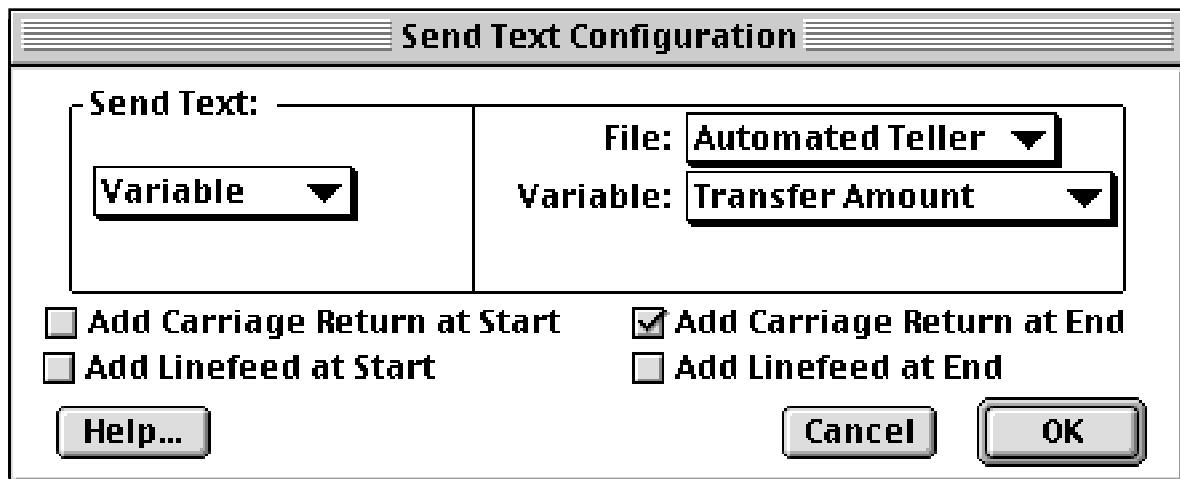 Send Text Configuration
Send Text:
File: Automated Teller
Variable
Variable: Transfer Amount
Add Carriage Return at Start
Add Carriage Return at End
Add Linefeed at Start
Add Linefeed at End
Help...
Cancel
OK